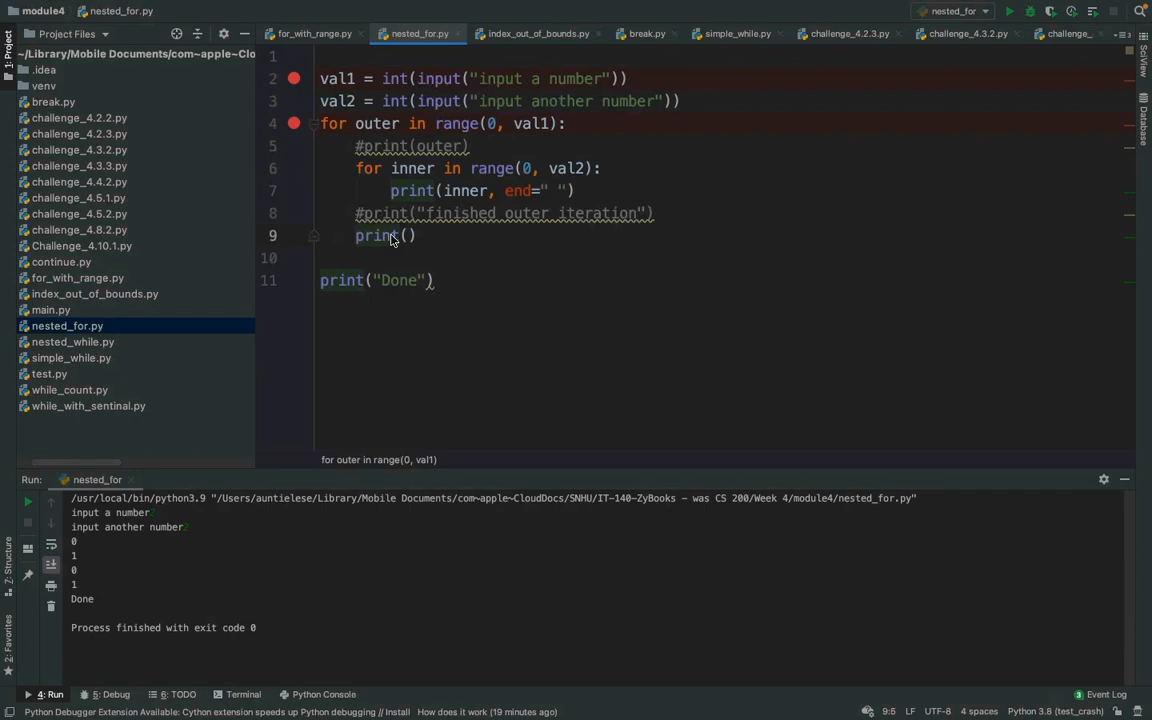 module4 nested_for.py
nested_for
Project Files
for_with_range.py nested_for.py index_out_of_bounds.py break.py simple_while.py challenge_4.2.3.py challenge_4.3.2.py challenge_
1: Project
~/Library/Mobile Documents/com~apple~Clo
.idea
venv
break.py
challenge_4.2.2.py
challenge_4.2.3.py
challenge_4.3.2.py
challenge_4.3.3.py
challenge_4.4.2.py
challenge_4.5.1.py
challenge_4.5.2.py
challenge_4.8.2.py
Challenge_4.10.1.py
continue.py
for_with_range.py
index_out_of_bounds.py
main.py
nested_for.py
nested_while.py
simple_while.py
test.py
while_count.py
while_with_sentinal.py
1
2 val1 = int(input("input a number"))
3 val2 = int(input("input another number"))
4 for outer in range(0, val1):
5 #print(outer)
6 for inner in range(0, val2):
7 print(inner, end=" ")
8 #print("finished outer iteration")
9 print()
10
11 print("Done")
for outer in range(0, val1)
SciView
Database
Run: nested_for
/usr/local/bin/python3.9 "/Users/auntielese/Library/Mobile Documents/com~apple~CloudDocs/SNHU/IT-140-ZyBooks – was CS 200/Week 4/module4/nested_for.py"
input a number2
input another number2
0
1
0
1
Done
Process finished with exit code 0
Z: Structure
2: Favorites
4: Run 5: Debug 6: TODO Terminal Python Console 3 Event Log
Python Debugger Extension Available: Cython extension speeds up Python debugging // Install How does it work (19 minutes ago) 9:5 LF UTF-8 4 spaces Python 3.8 (test_crash)